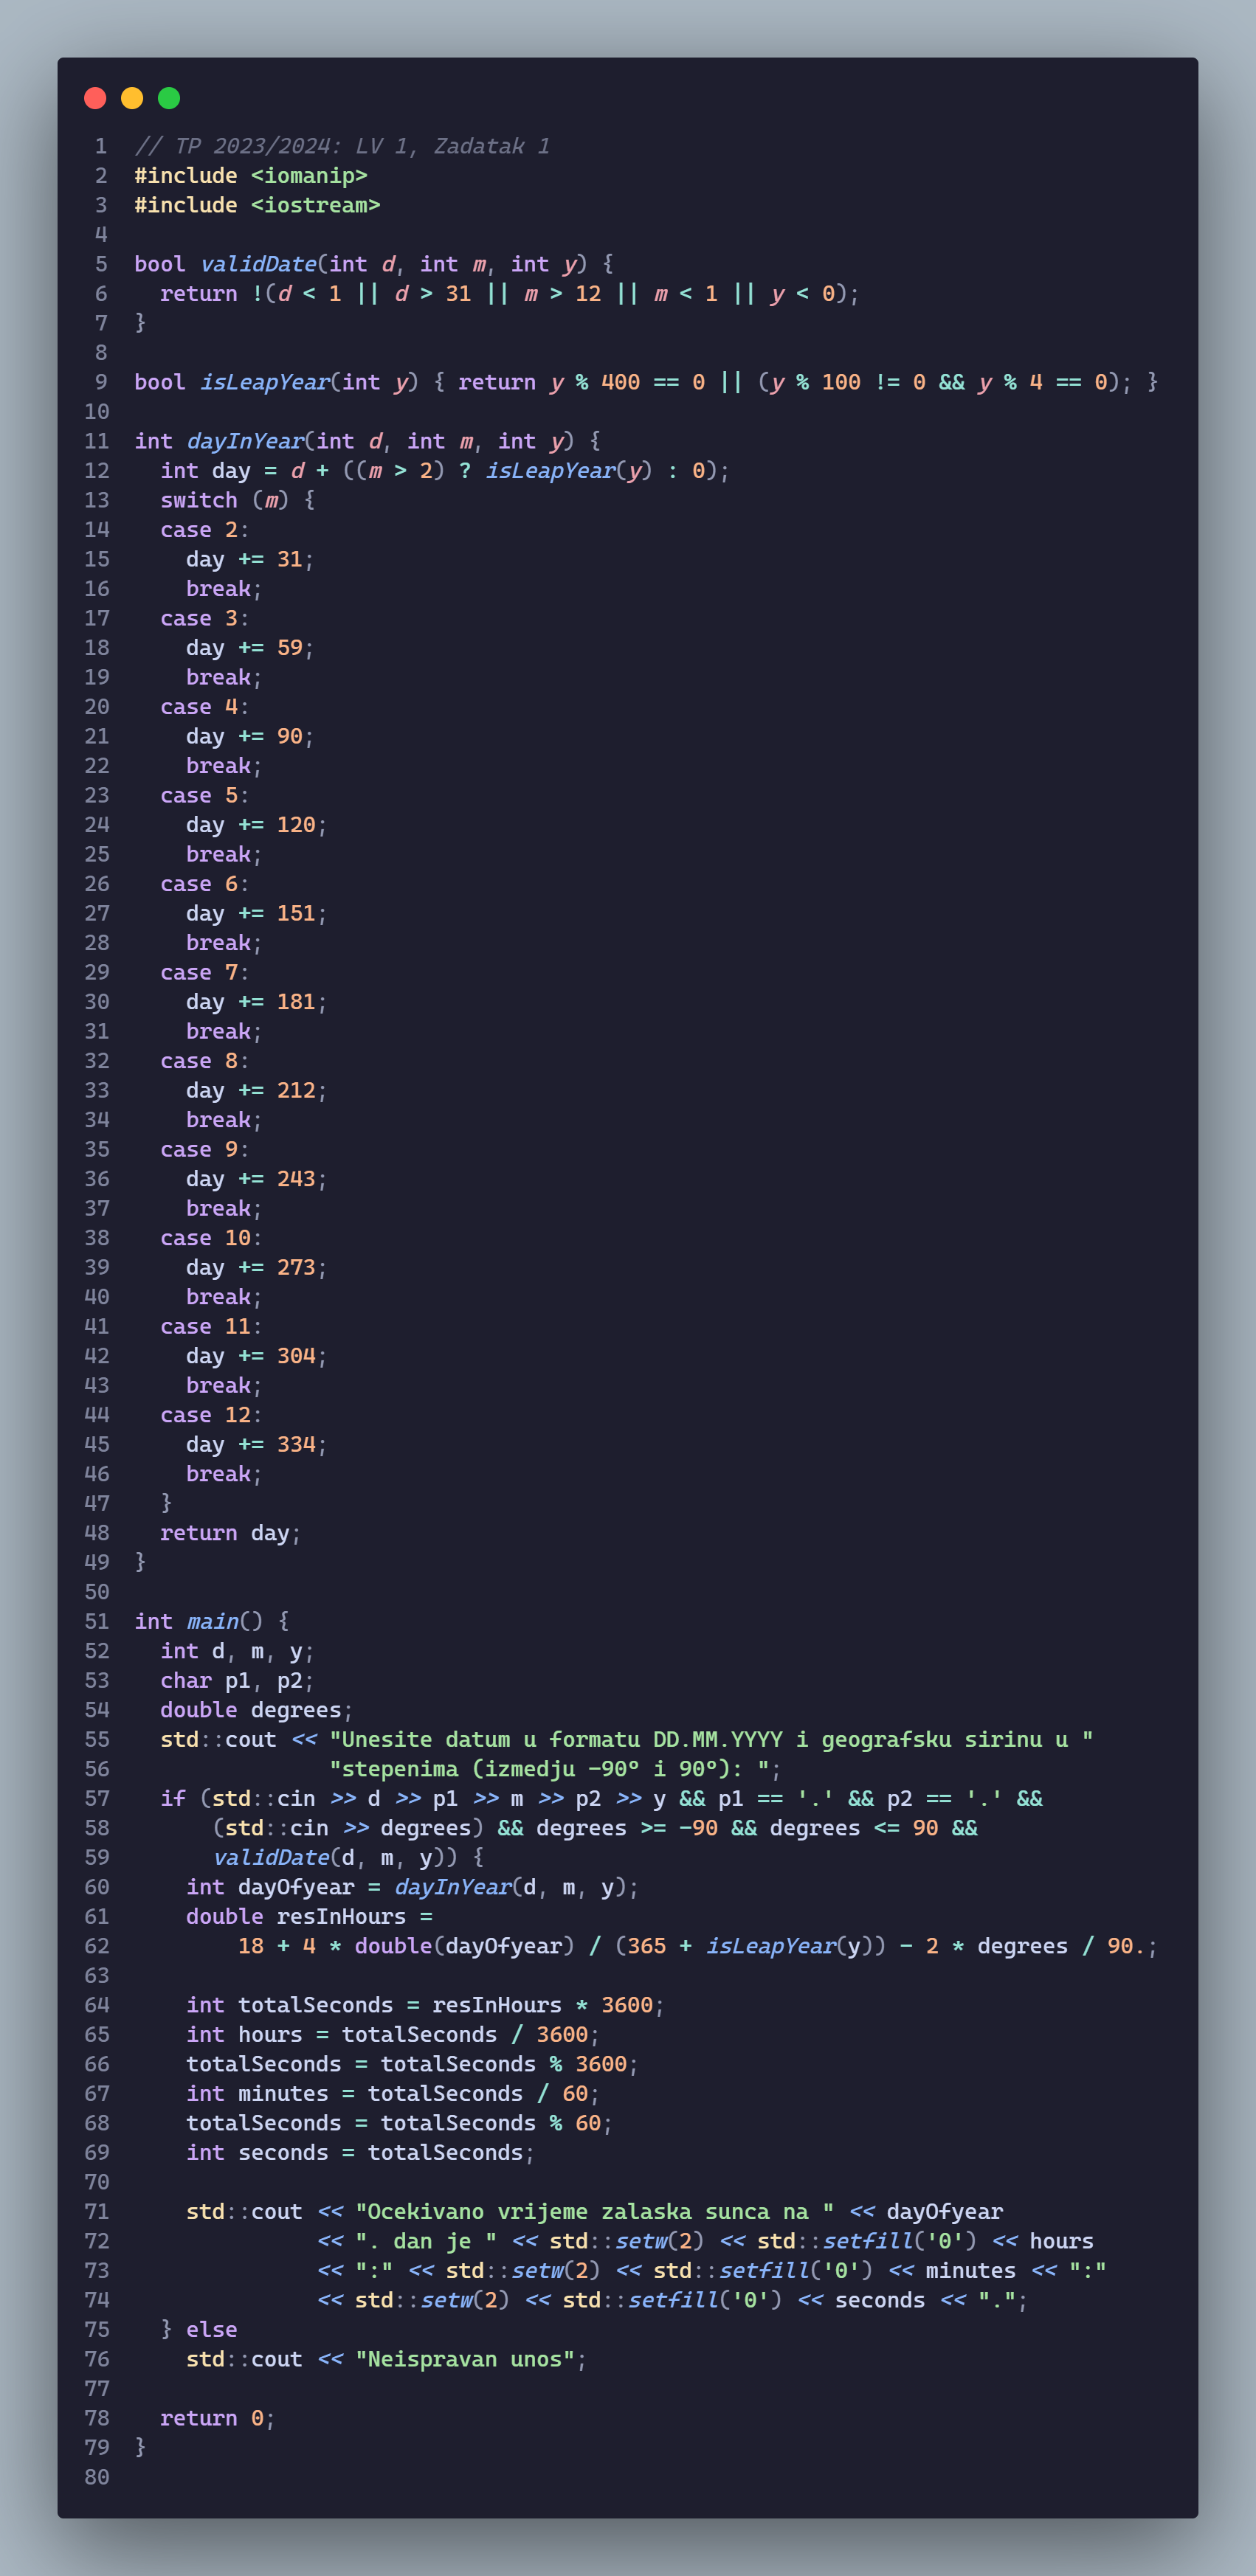 1 // TP 2023/2024: LV 1, Zadatak 1
2 #include <iomanip>
3 #include <iostream>
4
5 bool validDate(int d, int m, int y) {
6   return !(d < 1 || d > 31 || m > 12 || m < 1 || y < 0);
7 }
8
9 bool isLeapYear(int y) { return y % 400 == 0 || (y % 100 != 0 && y % 4 == 0); }
10
11 int dayInYear(int d, int m, int y) {
12   int day = d + ((m > 2) ? isLeapYear(y) : 0);
13   switch (m) {
14   case 2:
15     day += 31;
16     break;
17   case 3:
18     day += 59;
19     break;
20   case 4:
21     day += 90;
22     break;
23   case 5:
24     day += 120;
25     break;
26   case 6:
27     day += 151;
28     break;
29   case 7:
30     day += 181;
31     break;
32   case 8:
33     day += 212;
34     break;
35   case 9:
36     day += 243;
37     break;
38   case 10:
39     day += 273;
40     break;
41   case 11:
42     day += 304;
43     break;
44   case 12:
45     day += 334;
46     break;
47   }
48   return day;
49 }
50
51 int main() {
52   int d, m, y;
53   char p1, p2;
54   double degrees;
55   std::cout << "Unesite datum u formatu DD.MM.YYYY i geografsku sirinu u "
56                "stepenima (izmedju -90° i 90°): ";
57   if (std::cin >> d >> p1 >> m >> p2 >> y && p1 == '.' && p2 == '.' &&
58       (std::cin >> degrees) && degrees >= -90 && degrees <= 90 &&
59       validDate(d, m, y)) {
60     int dayOfyear = dayInYear(d, m, y);
61     double resInHours =
62         18 + 4 * double(dayOfyear) / (365 + isLeapYear(y)) - 2 * degrees / 90.;
63
64     int totalSeconds = resInHours * 3600;
65     int hours = totalSeconds / 3600;
66     totalSeconds = totalSeconds % 3600;
67     int minutes = totalSeconds / 60;
68     totalSeconds = totalSeconds % 60;
69     int seconds = totalSeconds;
70
71     std::cout << "Ocekivano vrijeme zalaska sunca na " << dayOfyear
72               << ". dan je " << std::setw(2) << std::setfill('0') << hours
73               << ":" << std::setw(2) << std::setfill('0') << minutes << ":"
74               << std::setw(2) << std::setfill('0') << seconds << ".";
75   } else
76     std::cout << "Neispravan unos";
77
78   return 0;
79 }
80